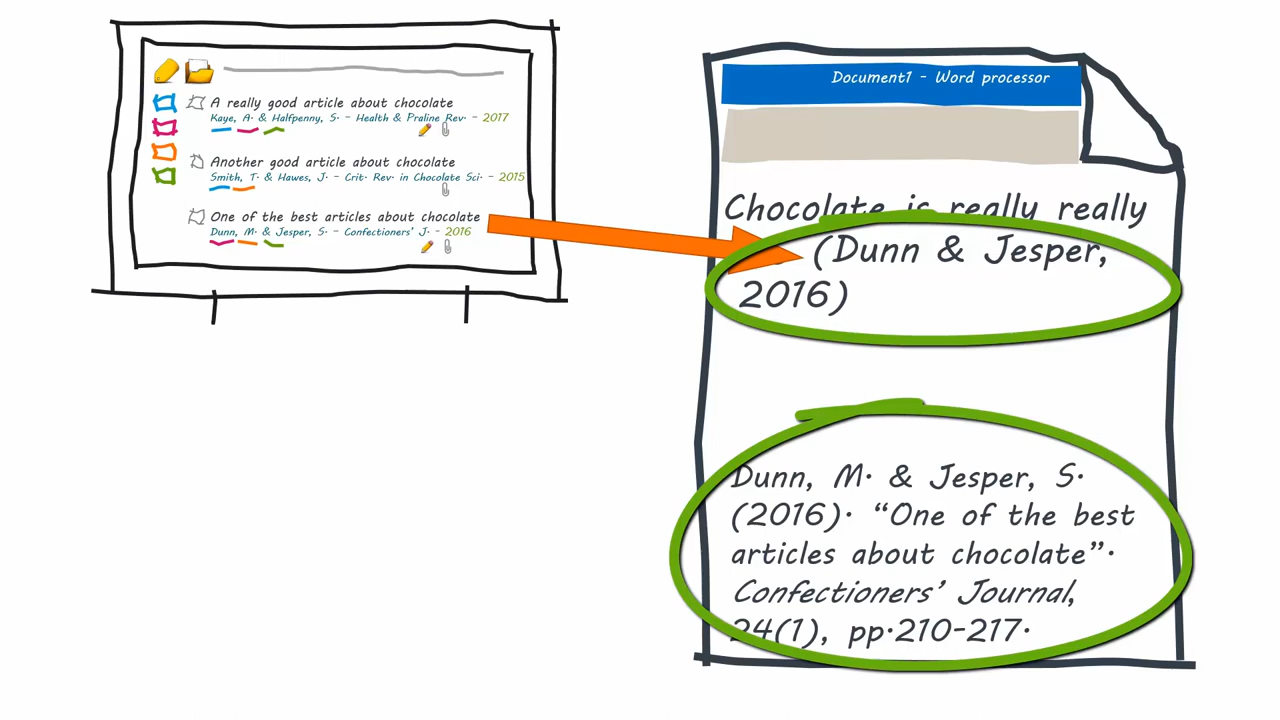 A really good article about chocolate
Kaye, A. & Halfpenny, S. - Health & Praline Rev. - 2017
Another good article about chocolate
Smith, T. & Hawes, J. - Crit. Rev. in Chocolate Sci. - 2015
One of the best articles about chocolate
Dunn, M. & Jesper, S. - Confectioners' J. - 2016
Document1 - Word processor
Chocolate is really really
(Dunn & Jesper,
2016)
Dunn, M. & Jesper, S.
(2016). “One of the best
articles about chocolate”.
Confectioners’ Journal,
24(1), pp.210-217.